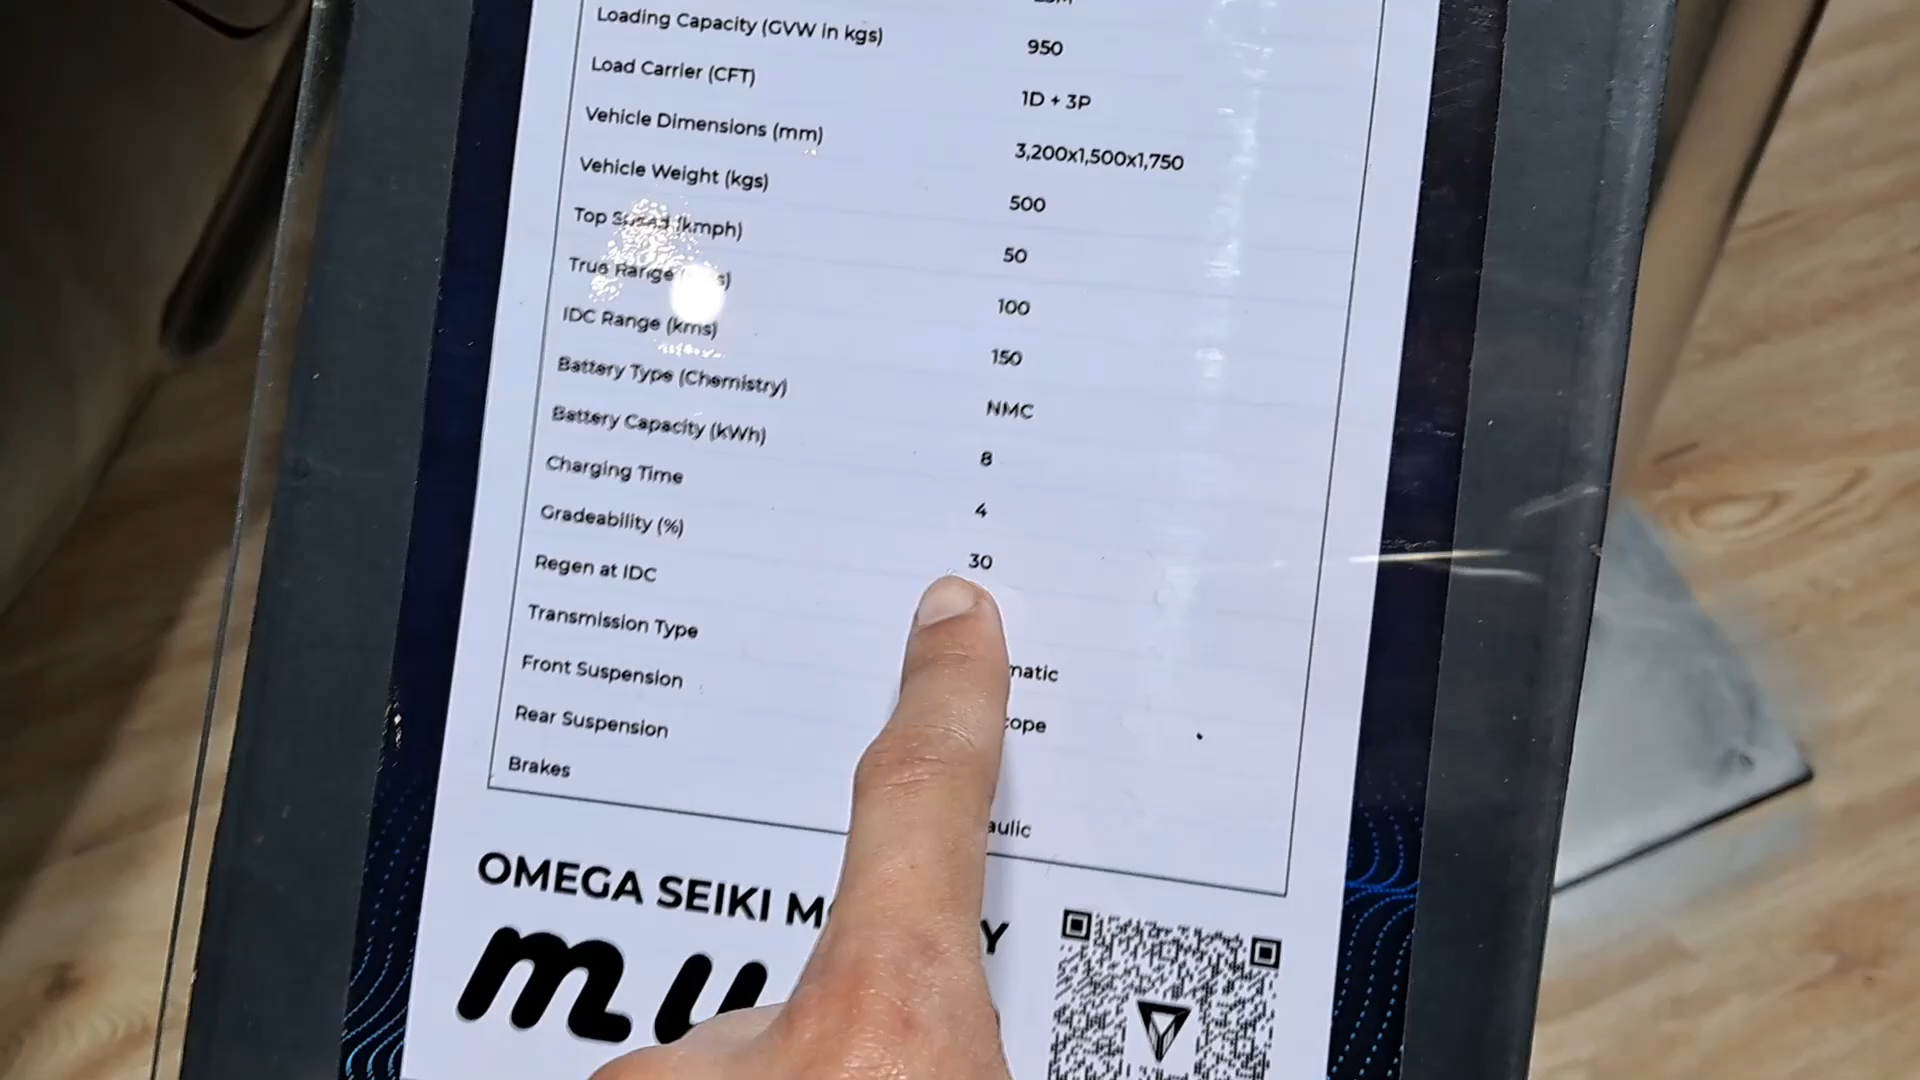 Loading Capacity (GVW in kgs) 950
Load Carrier (CFT) 1D + 3P
Vehicle Dimensions (mm) 3,200x1,500x1,750
Vehicle Weight (kgs) 500
Top Speed (kmph) 50
True Range 100
IDC Range (kms) 150
Battery Type (Chemistry) NMC
Battery Capacity (kWh) 8
Charging Time 4
Gradeability (%) 30
Regen at IDC
Transmission Type
Front Suspension
Rear Suspension
Brakes
OMEGA SEIKI